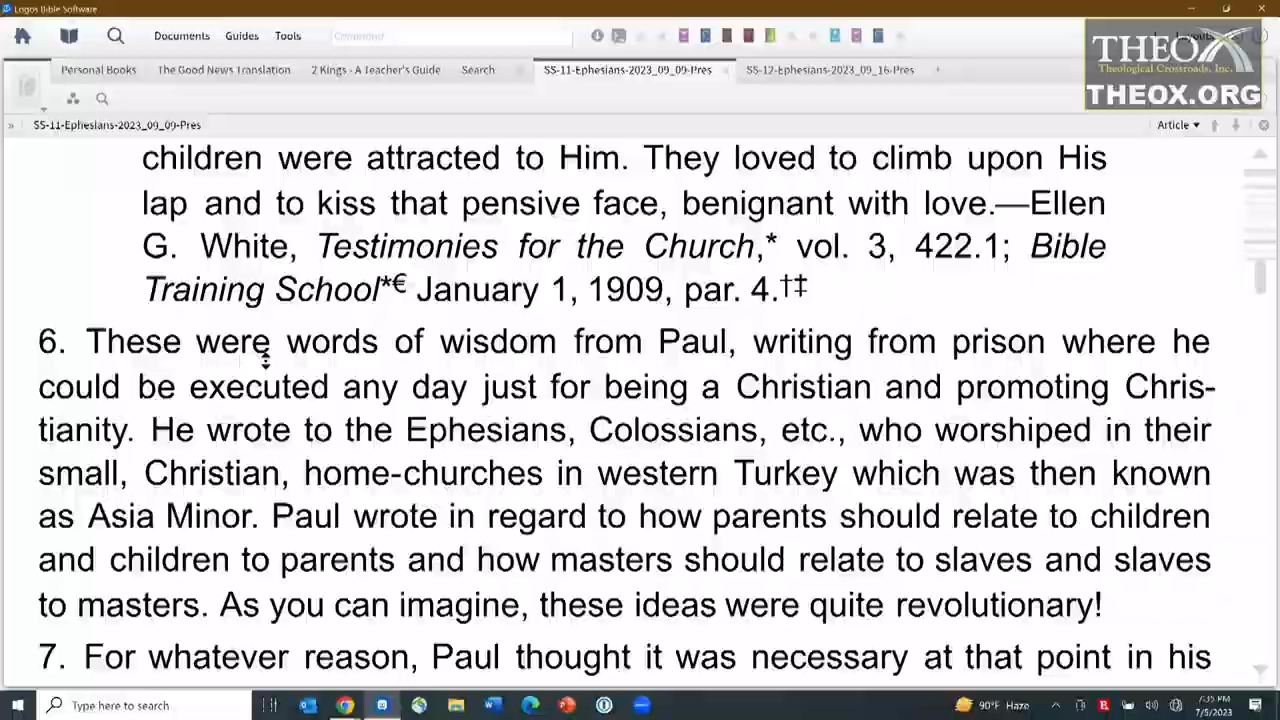 Logos Bible Software
Documents Guides Tools Command
THEOX
Theological Crossroads, Inc.
THEOX.ORG
Personal Books The Good News Translation 2 Kings - A Teache SS-11-Ephesians-2023_09_09-Pres SS-12-Ephesians-2023_09_16-Pres +
» SS-11-Ephesians-2023_09_09-Pres Article
children were attracted to Him. They loved to climb upon His
lap and to kiss that pensive face, benignant with love.—Ellen
G. White, Testimonies for the Church,* vol. 3, 422.1; Bible
Training School*€ January 1, 1909, par. 4.†‡
6. These were words of wisdom from Paul, writing from prison where he
could be executed any day just for being a Christian and promoting Chris-
tianity. He wrote to the Ephesians, Colossians, etc., who worshiped in their
small, Christian, home-churches in western Turkey which was then known
as Asia Minor. Paul wrote in regard to how parents should relate to children
and children to parents and how masters should relate to slaves and slaves
to masters. As you can imagine, these ideas were quite revolutionary!
7. For whatever reason, Paul thought it was necessary at that point in his
Type here to search 90°F Haze 7:35 PM
7/5/2023